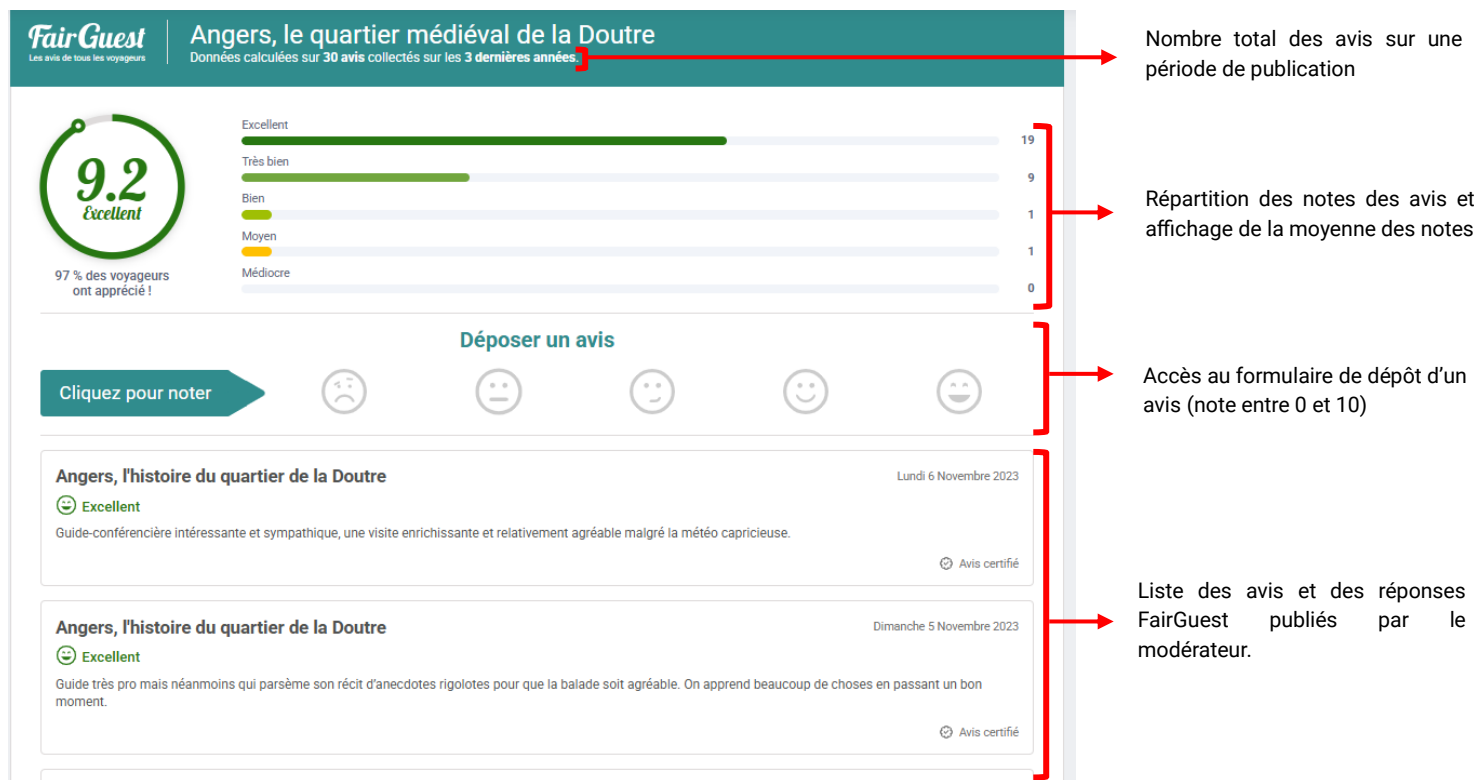 FairGuest
Les avis de tous les voyageurs
Angers, le quartier médiéval de la Doutre
Données calculées sur 30 avis collectés sur les 3 dernières années.
Nombre total des avis sur une
période de publication
9.2
Excellent
97 % des voyageurs
ont apprécié !
Excellent
19
Très bien
9
Bien
1
Moyen
1
Médiocre
0
Répartition des notes des avis et
affichage de la moyenne des notes
Déposer un avis
Cliquez pour noter
Accès au formulaire de dépôt d'un
avis (note entre 0 et 10)
Angers, l'histoire du quartier de la Doutre
Lundi 6 Novembre 2023
Excellent
Guide-conférencière intéressante et sympathique, une visite enrichissante et relativement agréable malgré la météo capricieuse.
Avis certifié
Liste des avis et des réponses
FairGuest publiés par le
modérateur.
Angers, l'histoire du quartier de la Doutre
Dimanche 5 Novembre 2023
Excellent
Guide très pro mais néanmoins qui parsème son récit d'anecdotes rigolotes pour que la balade soit agréable. On apprend beaucoup de choses en passant un bon
moment.
Avis certifié